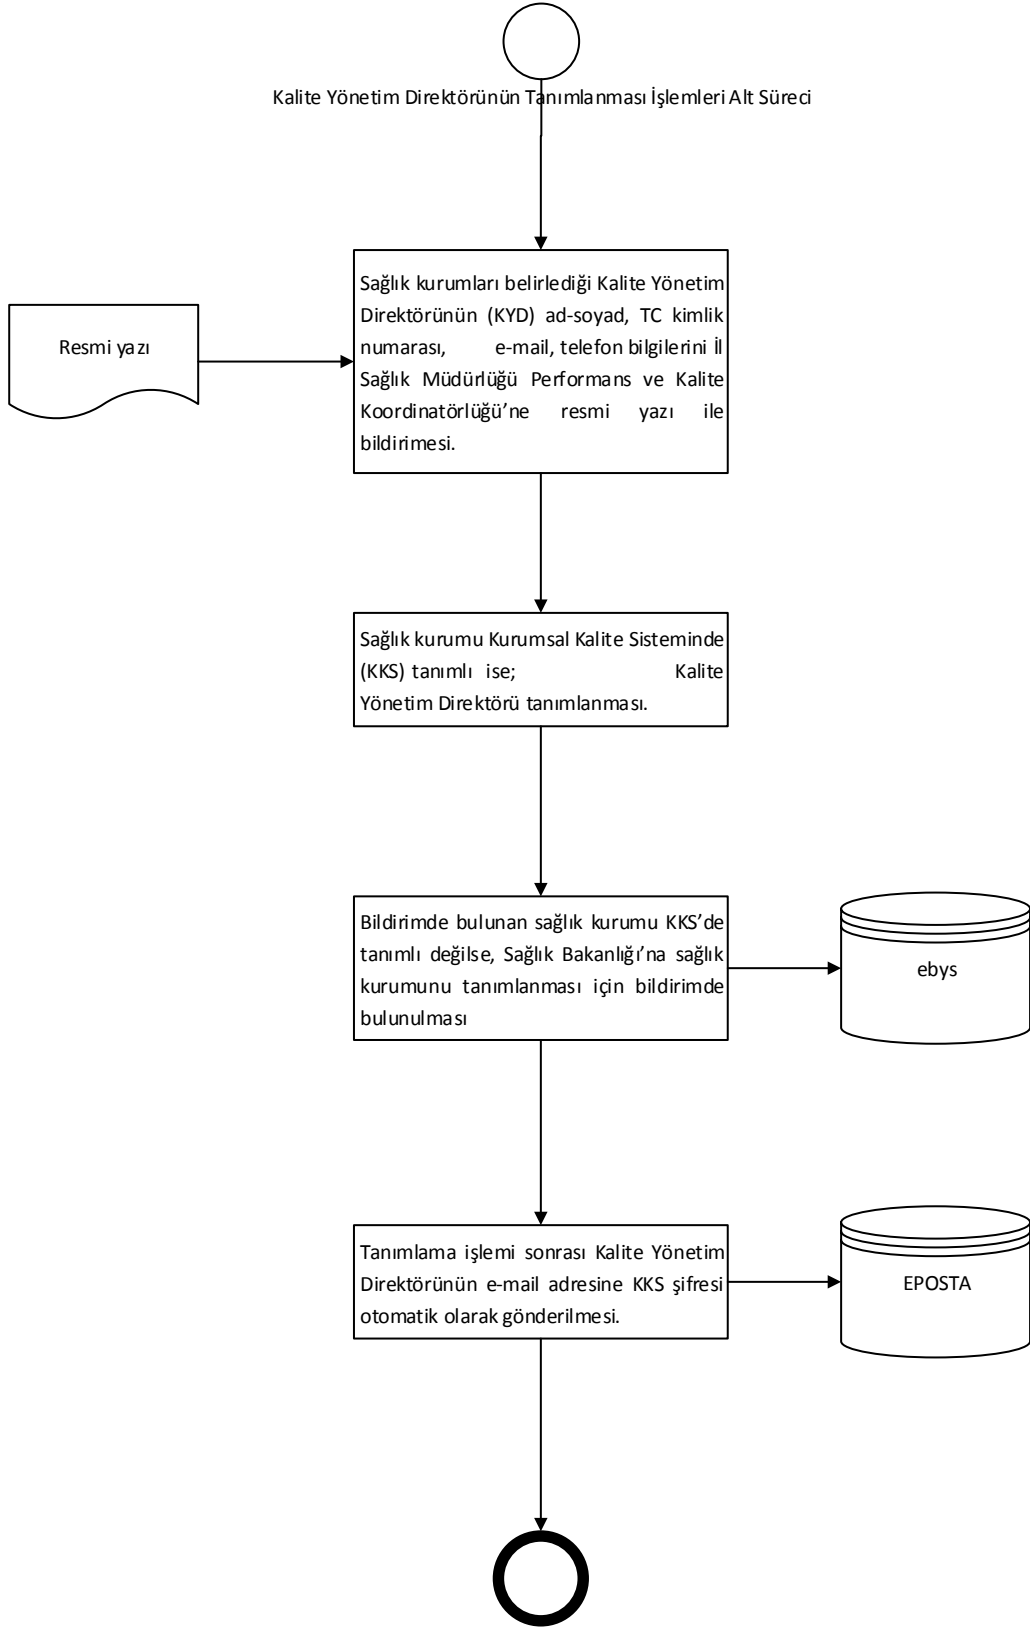 Kalite Yönetim Direktörünün Tanımlanması İşlemleri Alt Süreci
Resmi yazı
Sağlık kurumları belirlediği Kalite Yönetim
Direktörünün (KYD) ad-soyad, TC kimlik
numarası, e-mail, telefon bilgilerini İl
Sağlık Müdürlüğü Performans ve Kalite
Koordinatörlüğü’ne resmi yazı ile
bildirimesi.
Sağlık kurumu Kurumsal Kalite Sisteminde
(KKS) tanımlı ise; Kalite
Yönetim Direktörü tanımlanması.
Bildirimde bulunan sağlık kurumu KKS’de
tanımlı değilse, Sağlık Bakanlığı’na sağlık
kurumunu tanımlanması için bildirimde
bulunulması
ebys
Tanımlama işlemi sonrası Kalite Yönetim
Direktörünün e-mail adresine KKS şifresi
otomatik olarak gönderilmesi.
EPOSTA